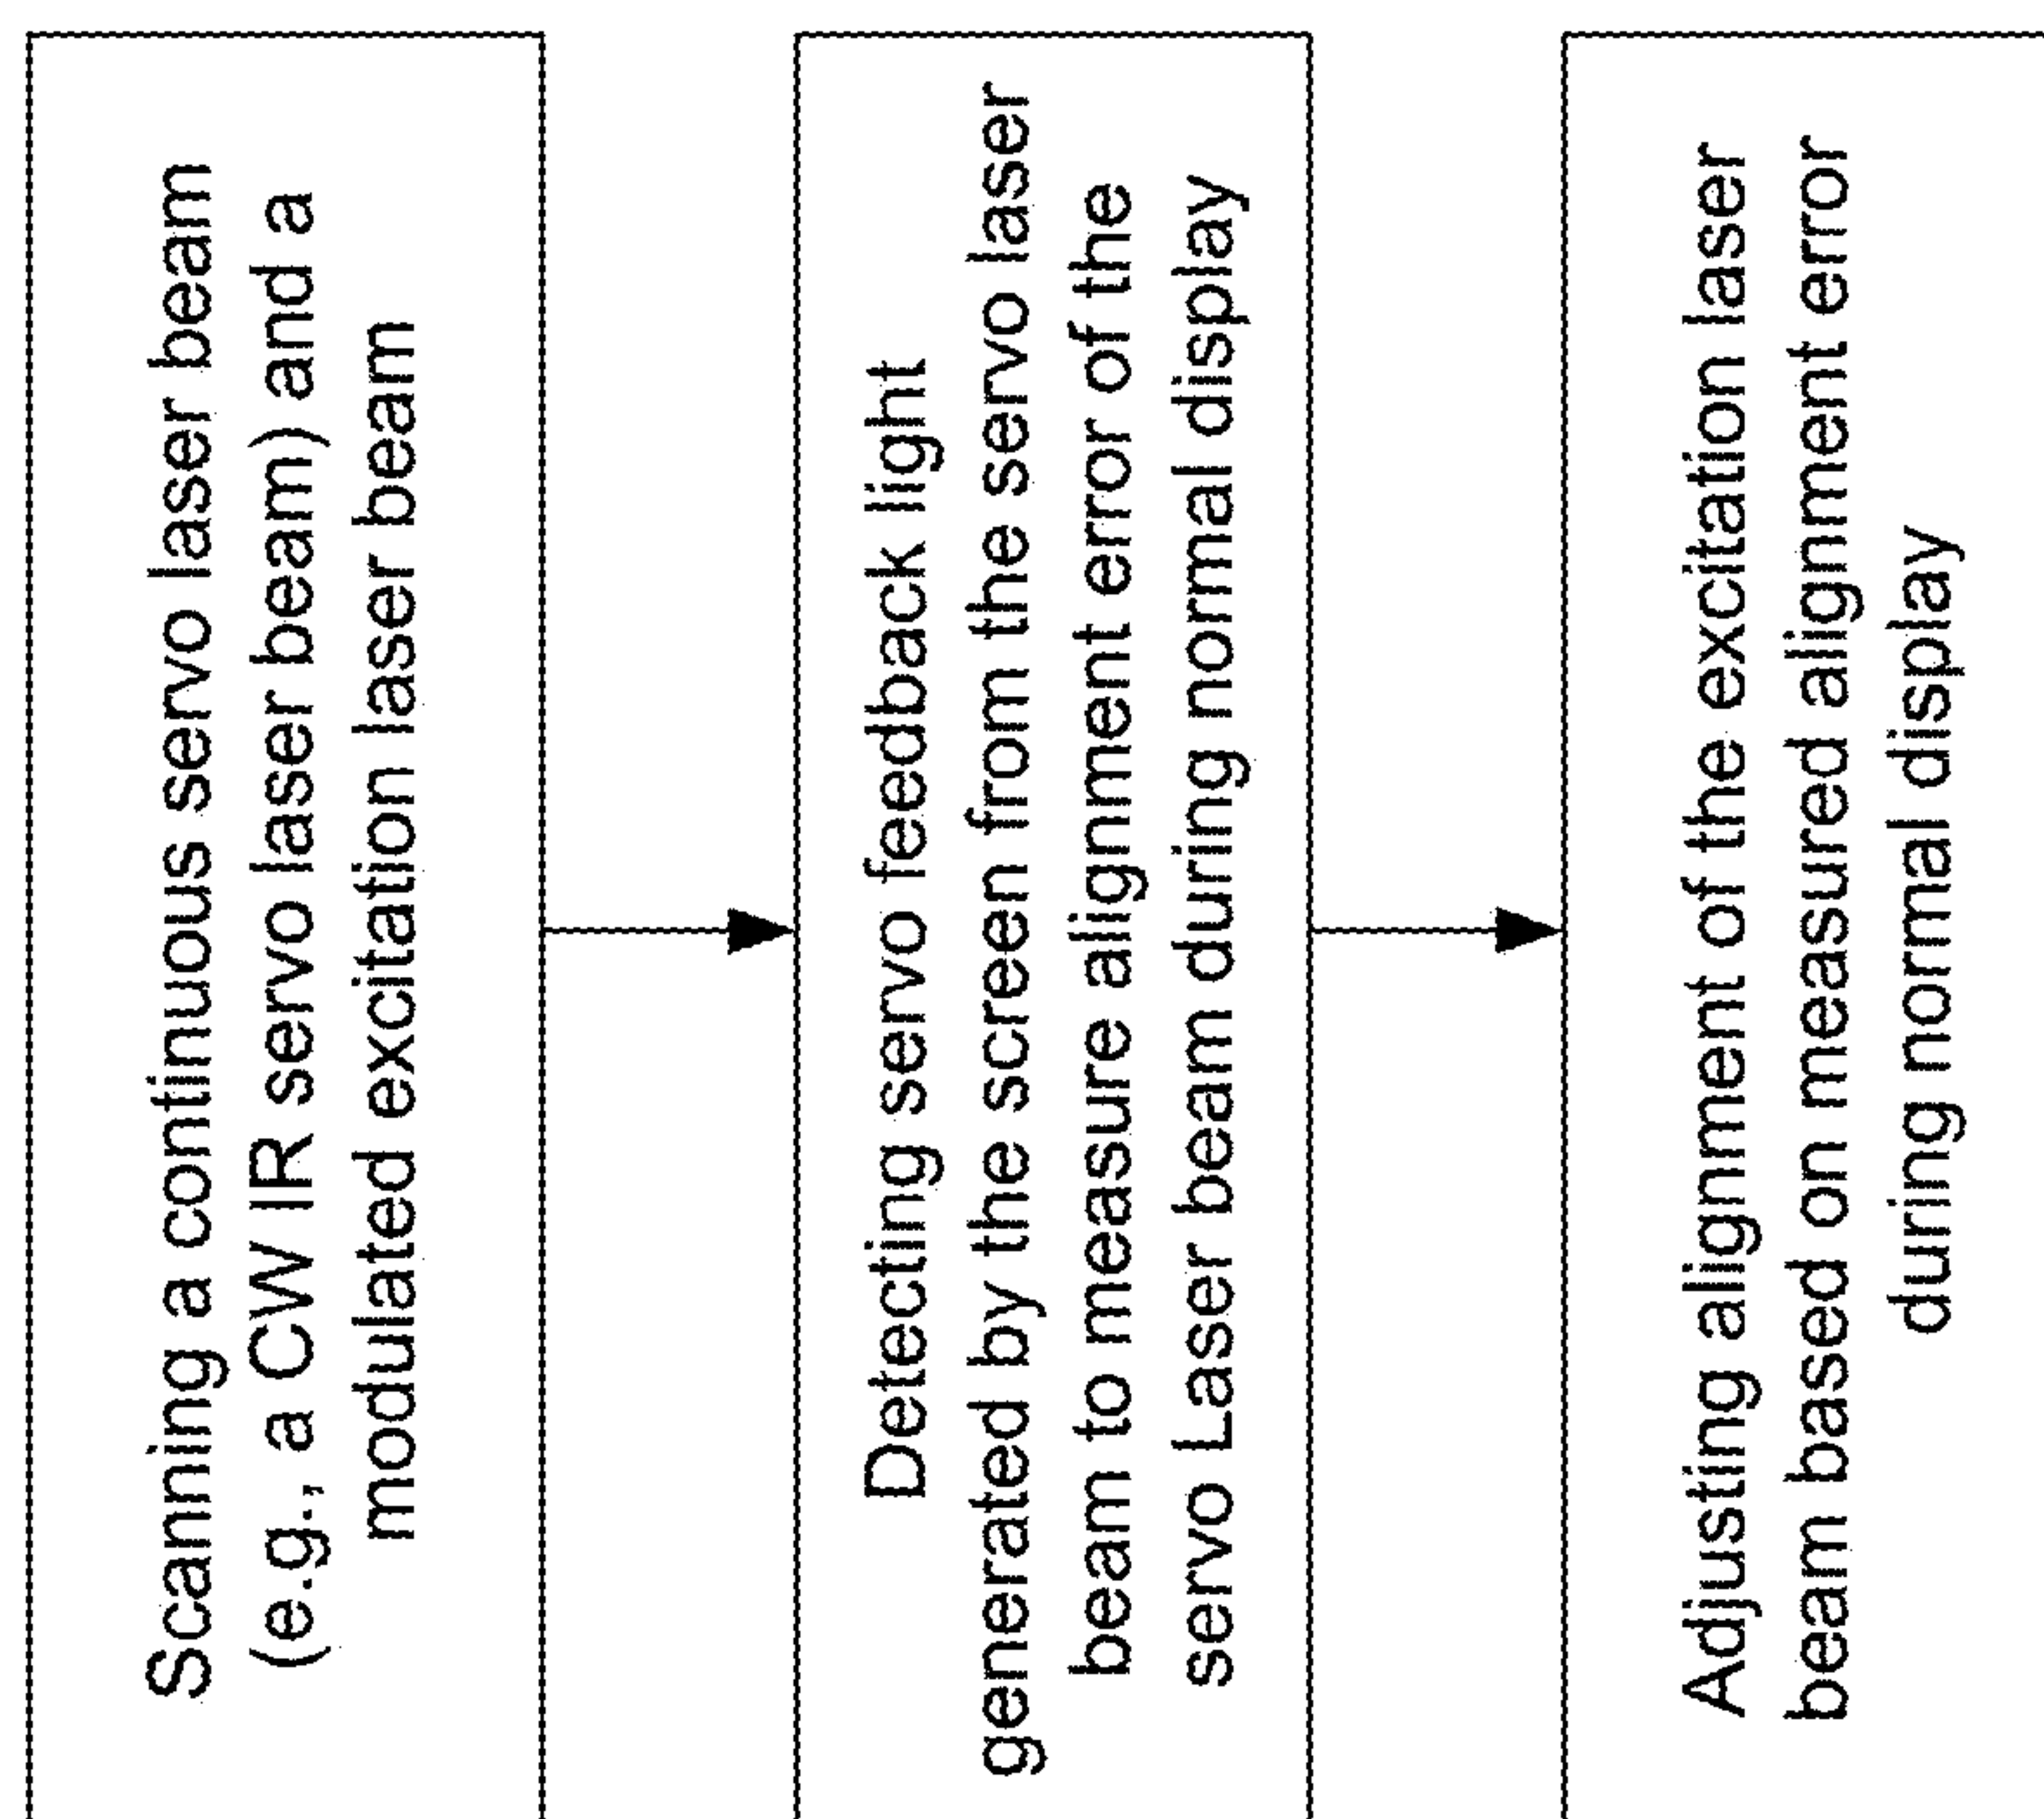 Scanning a continuous servo laser beam
(e.g., a CW IR servo laser beam) and a
modulated excitation laser beam
Detecting servo feedback light
generated by the screen from the servo laser
beam to measure alignment error of the
servo Laser beam during normal display
Adjusting alignment of the excitation laser
beam based on measured alignment error
during normal display